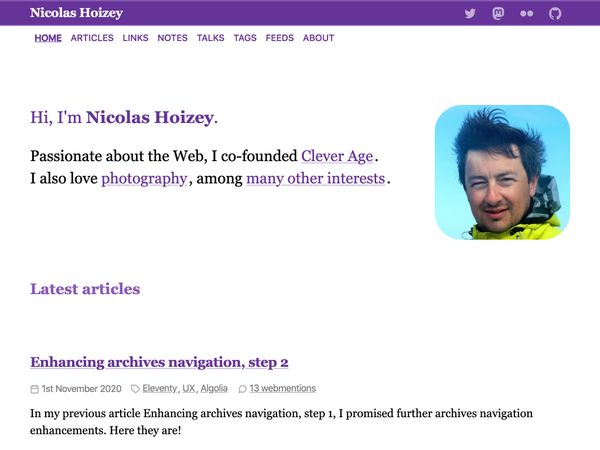 Nicolas Hoizey
HOME ARTICLES LINKS NOTES TALKS TAGS FEEDS ABOUT
Hi, I'm Nicolas Hoizey.
Passionate about the Web, I co-founded Clever Age.
I also love photography, among many other interests.
Latest articles
Enhancing archives navigation, step 2
1st November 2020 Eleventy, UX, Algolia 13 webmentions
In my previous article Enhancing archives navigation, step 1, I promised further archives navigation
enhancements. Here they are!